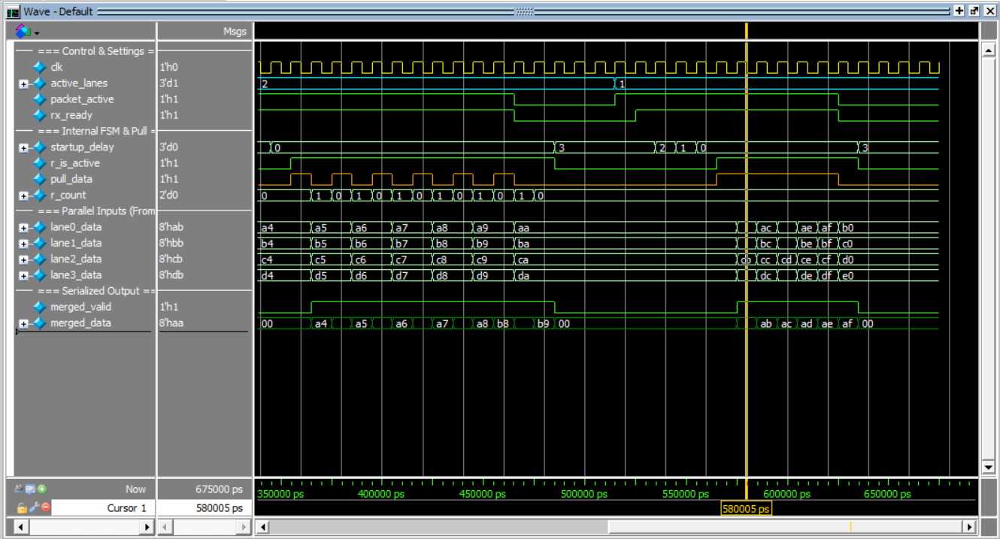 Wave - Default
Msgs
=== Control & Settings =
clk 1'h0
active_lanes 3'd1 2 1
packet_active 1'h1
rx_ready 1'h1
=== Internal FSM & Pull =
startup_delay 3'd0 0 3 2 1 0 3
r_is_active 1'h1
pull_data 1'h1
r_count 2'd0 0 1 0 1 0 1 0 1 0 1 0 1 0
=== Parallel Inputs (From
lane0_data 8'hab a4 a5 a6 a7 a8 a9 aa ac ae af b0
lane1_data 8'hbb b4 b5 b6 b7 b8 b9 ba bc be bf c0
lane2_data 8'hcb c4 c5 c6 c7 c8 c9 ca cb cc cd ce cf d0
lane3_data 8'hdb d4 d5 d6 d7 d8 d9 da dc de df e0
=== Serialized Output ==
merged_valid 1'h1
merged_data 8'haa 00 a4 a5 a6 a7 a8 b8 b9 00 ab ac ad ae af 00
Now 675000 ps 350000 ps 400000 ps 450000 ps 500000 ps 550000 ps 600000 ps 650000 ps
Cursor 1 580005 ps 580005 ps